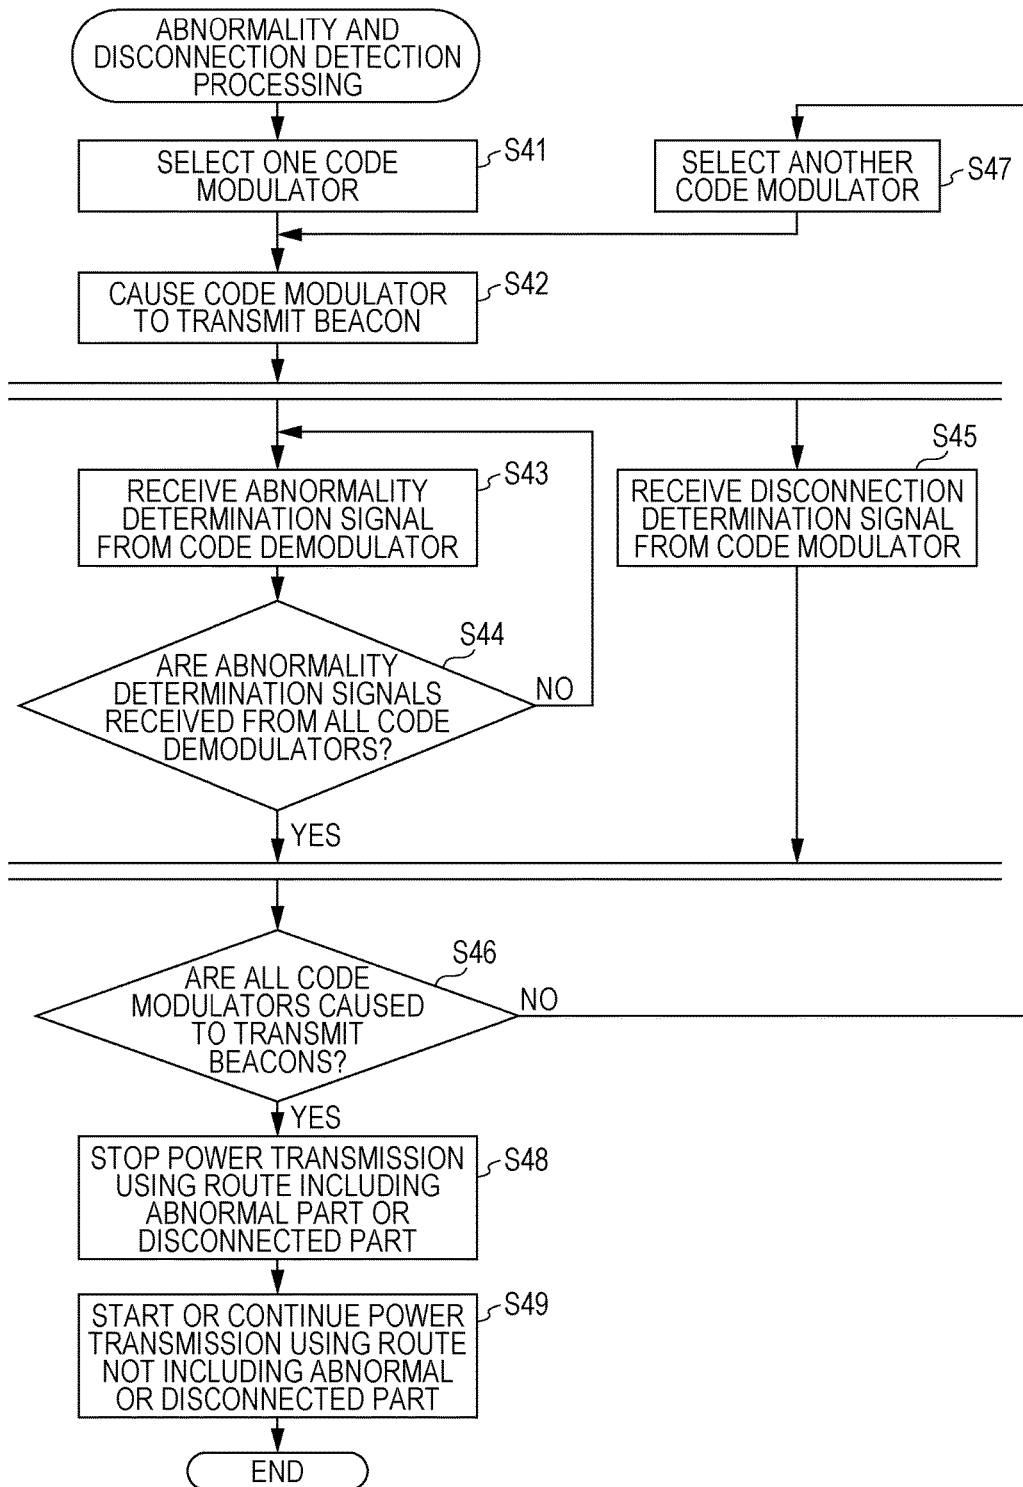 ABNORMALITY AND
DISCONNECTION DETECTION
PROCESSING
SELECT ONE CODE
MODULATOR
S41
SELECT ANOTHER
CODE MODULATOR
S47
CAUSE CODE MODULATOR
TO TRANSMIT BEACON
S42
RECEIVE ABNORMALITY
DETERMINATION SIGNAL
FROM CODE DEMODULATOR
S43
RECEIVE DISCONNECTION
DETERMINATION SIGNAL
FROM CODE MODULATOR
S45
ARE ABNORMALITY
DETERMINATION SIGNALS
RECEIVED FROM ALL CODE
DEMODULATORS?
S44
NO
YES
ARE ALL CODE
MODULATORS CAUSED
TO TRANSMIT
BEACONS?
S46
NO
YES
STOP POWER TRANSMISSION
USING ROUTE INCLUDING
ABNORMAL PART OR
DISCONNECTED PART
S48
START OR CONTINUE POWER
TRANSMISSION USING ROUTE
NOT INCLUDING ABNORMAL
OR DISCONNECTED PART
S49
END